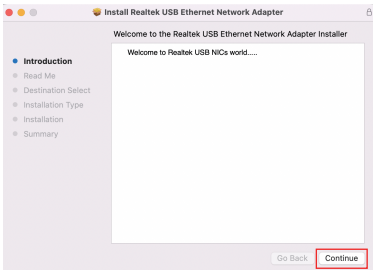 Install Realtek USB Ethernet Network Adapter
Welcome to the Realtek USB Ethernet Network Adapter Installer
Welcome to Realtek USB NICs world.....
Introduction
Read Me
Destination Select
Installation Type
Installation
Summary
Go Back
Continue